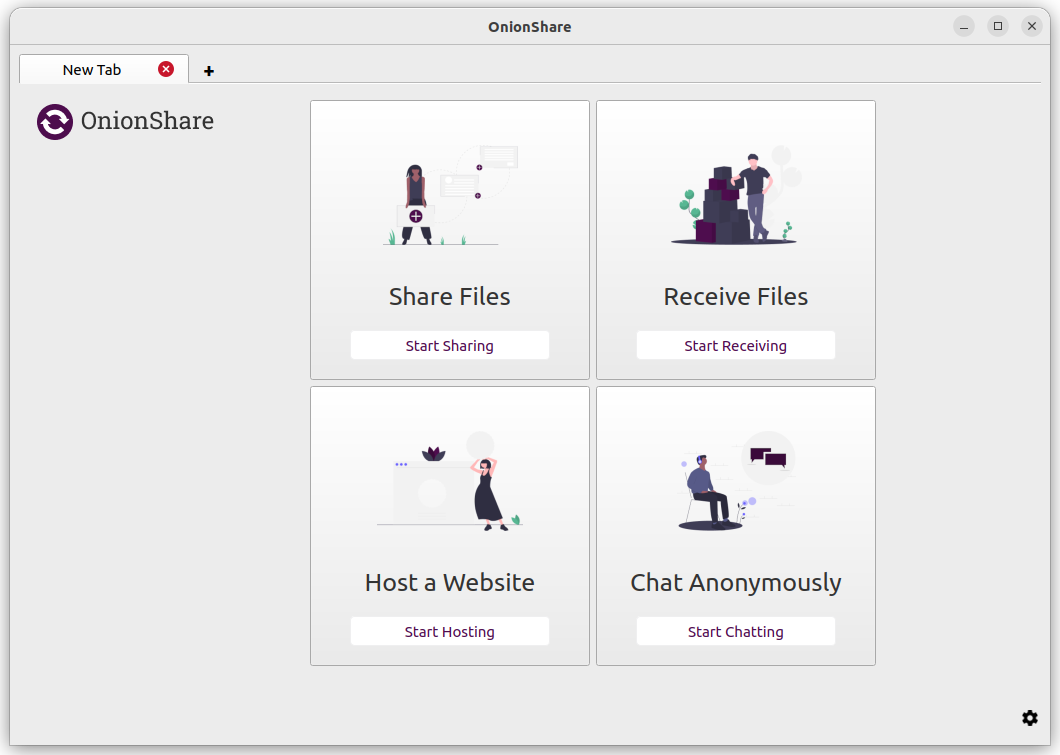 OnionShare
New Tab
OnionShare
Share Files
Start Sharing
Receive Files
Start Receiving
Host a Website
Start Hosting
Chat Anonymously
Start Chatting